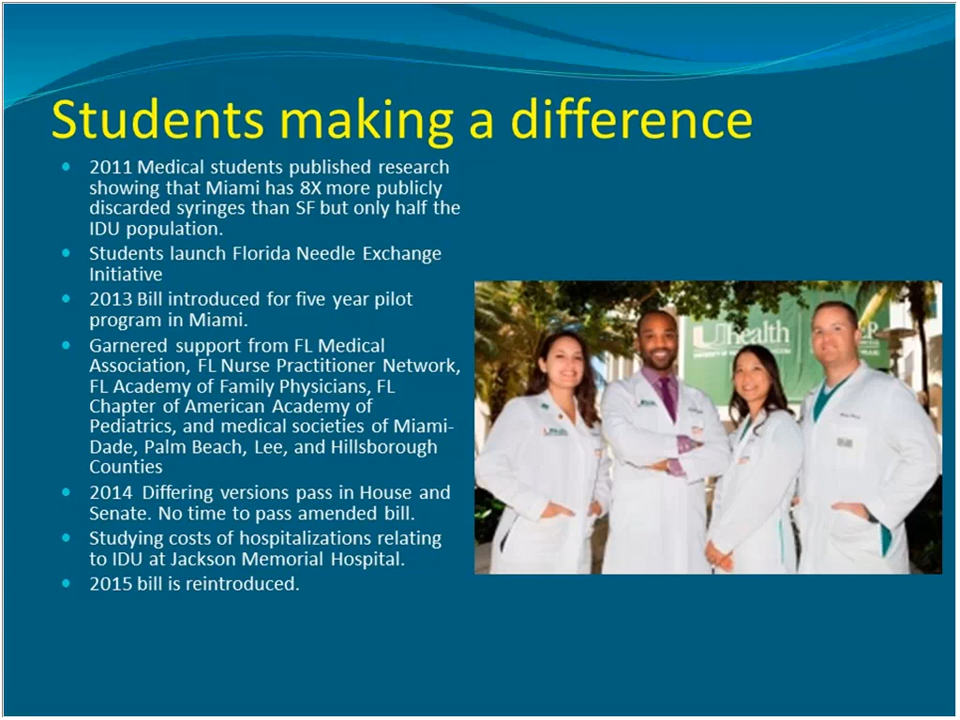 Students making a difference
2011 Medical students published research
showing that Miami has 8X more publicly
discarded syringes than SF but only half the
IDU population.
Students launch Florida Needle Exchange
Initiative
2013 Bill introduced for five year pilot
program in Miami.
Garnered support from FL Medical
Association, FL Nurse Practitioner Network,
FL Academy of Family Physicians, FL
Chapter of American Academy of
Pediatrics, and medical societies of Miami-
Dade, Palm Beach, Lee, and Hillsborough
Counties
2014 Differing versions pass in House and
Senate. No time to pass amended bill.
Studying costs of hospitalizations relating
to IDU at Jackson Memorial Hospital.
2015 bill is reintroduced.
Uhealth